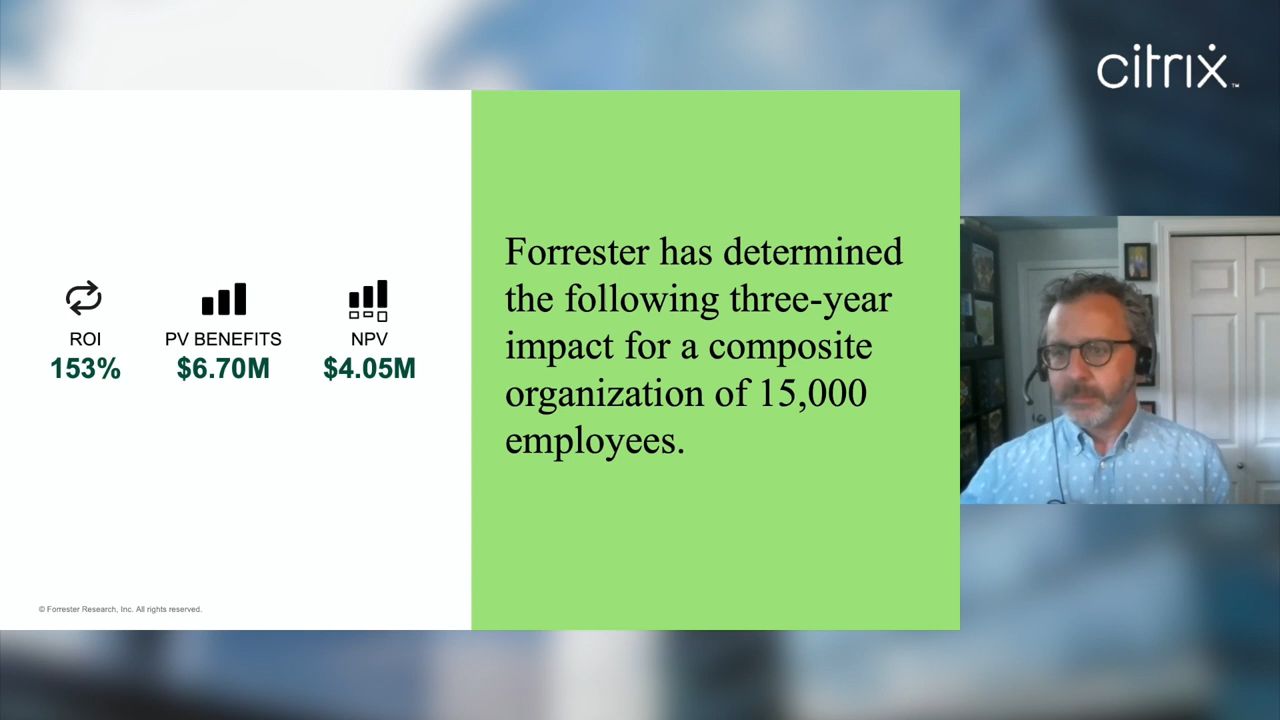 citrix™
ROI
153%
PV BENEFITS
$6.70M
NPV
$4.05M
Forrester has determined
the following three-year
impact for a composite
organization of 15,000
employees.
© Forrester Research, Inc. All rights reserved.